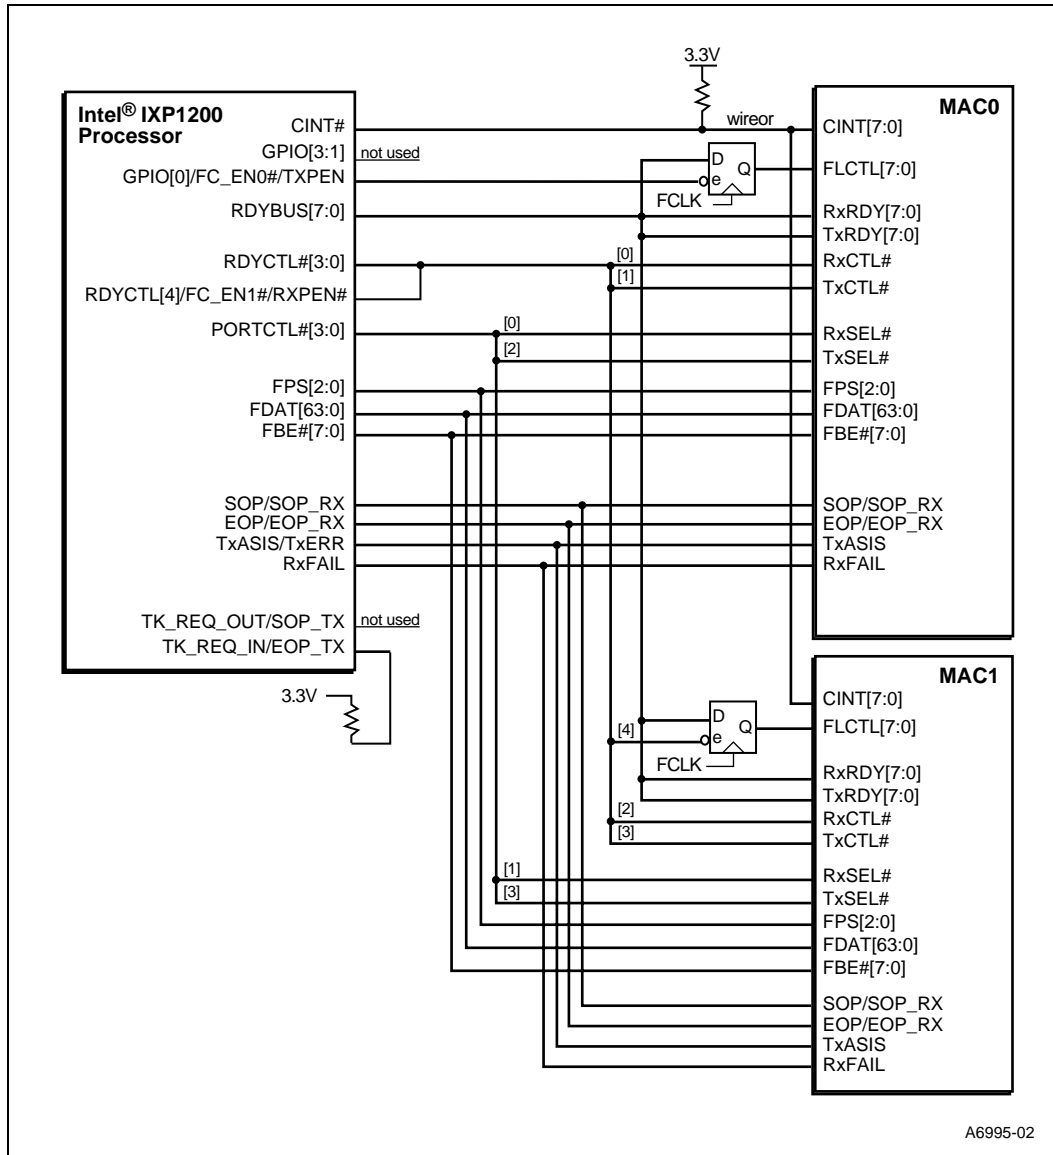 3.3V
Intel® IXP1200
Processor
CINT#
GPIO[3:1]
not used
GPIO[0]/FC_EN0#/TXPEN
RDYBUS[7:0]
RDYCTL#[3:0]
RDYCTL[4]/FC_EN1#/RXPEN#
PORTCTL#[3:0]
FPS[2:0]
FDAT[63:0]
FBE#[7:0]
SOP/SOP_RX
EOP/EOP_RX
TxASIS/TxERR
RxFAIL
TK_REQ_OUT/SOP_TX
not used
TK_REQ_IN/EOP_TX
3.3V
wireor
D
Q
e
FCLK
[0]
[1]
[0]
[2]
MAC0
CINT[7:0]
FLCTL[7:0]
RxRDY[7:0]
TxRDY[7:0]
RxCTL#
TxCTL#
RxSEL#
TxSEL#
FPS[2:0]
FDAT[63:0]
FBE#[7:0]
SOP/SOP_RX
EOP/EOP_RX
TxASIS
RxFAIL
D
Q
[4]
e
FCLK
[2]
[3]
[1]
[3]
MAC1
CINT[7:0]
FLCTL[7:0]
RxRDY[7:0]
TxRDY[7:0]
RxCTL#
TxCTL#
RxSEL#
TxSEL#
FPS[2:0]
FDAT[63:0]
FBE#[7:0]
SOP/SOP_RX
EOP/EOP_RX
TxASIS
RxFAIL
A6995-02